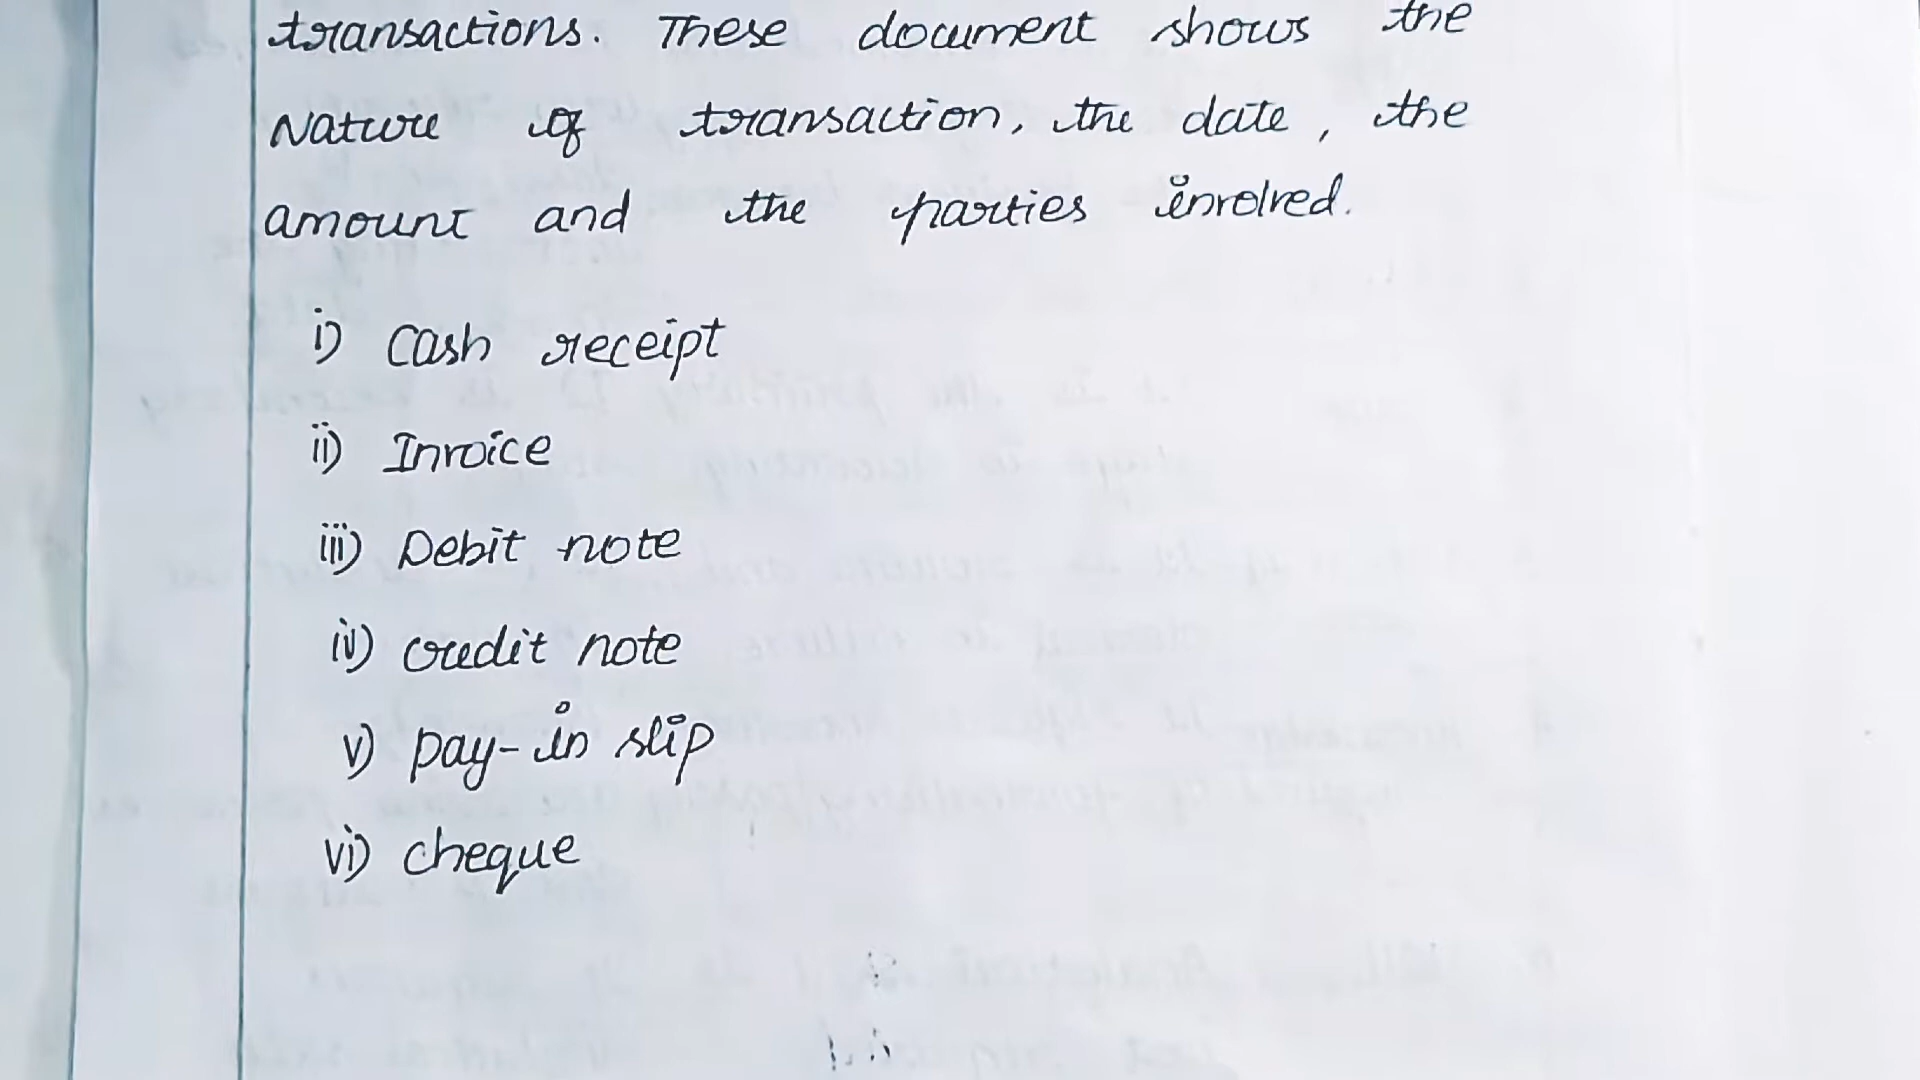 transactions. These document shows the
Nature of transaction, the date, the
amount and the parties involved.
i) Cash receipt
ii) Invoice
iii) Debit note
iv) credit note
v) pay-in slip
vi) cheque